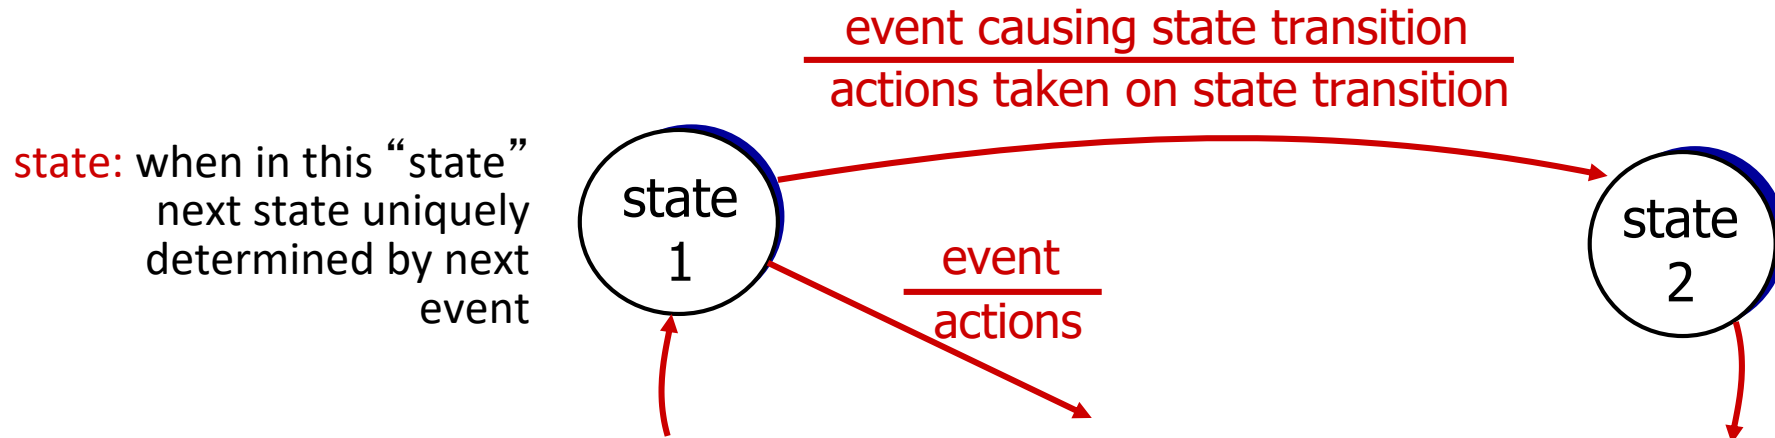 event causing state transition
actions taken on state transition
state: when in this “state”
next state uniquely
determined by next
event
state
1
event
actions
state
2